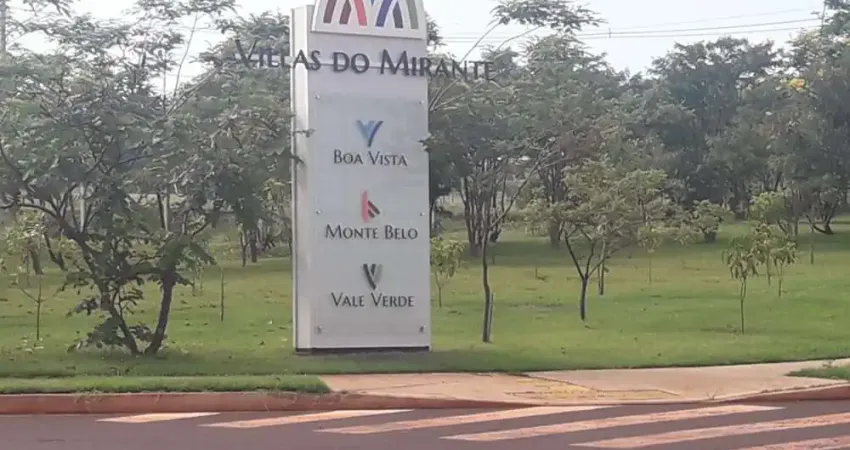 VILLAS DO MIRANTE
BOA VISTA
MONTE BELO
VALE VERDE